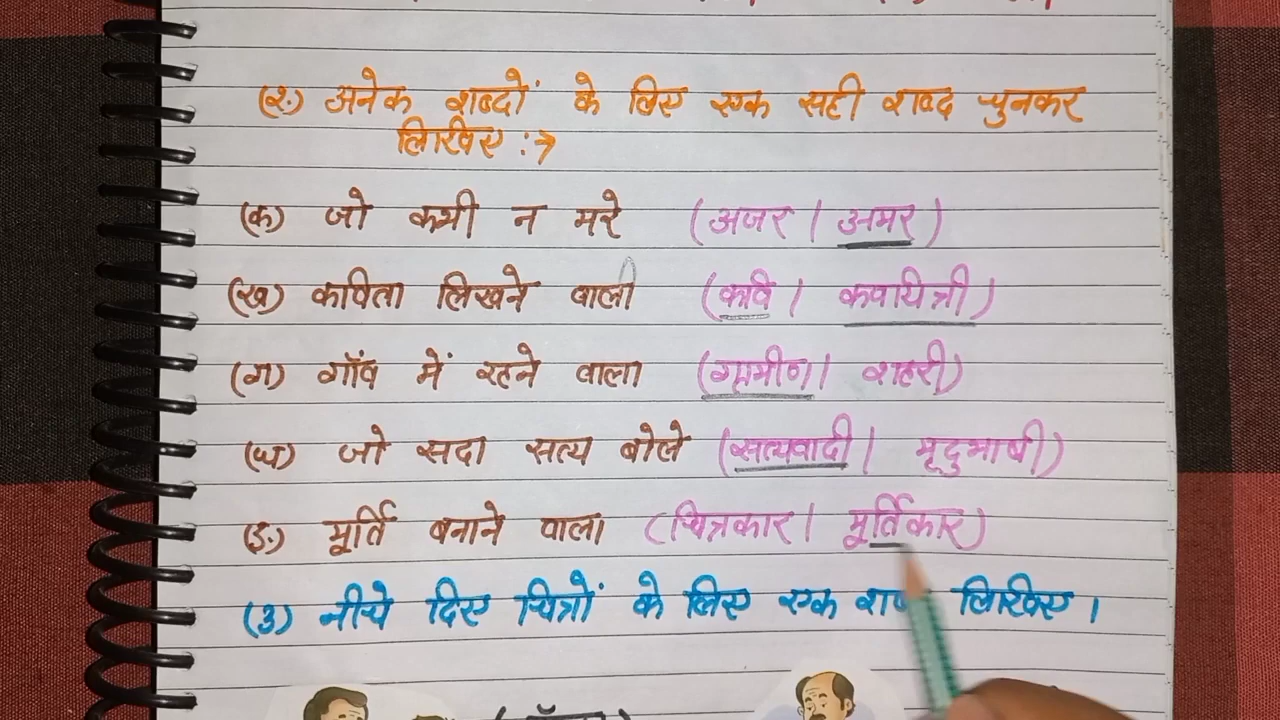 (२.) अनेक शब्दों के लिए एक सही शब्द चुनकर
लिखिए :→
(क) जो कभी न मरे (अजर / अमर)
(ख) कविता लिखने वाली (कवि / कवयित्री)
(ग) गाँव में रहने वाला (ग्रामीण / शहरी)
(घ) जो सदा सत्य बोले (सत्यवादी / मृदुभाषी)
(ङ.) मूर्ति बनाने वाला (चित्रकार / मूर्तिकार)
(३) नीचे दिए चित्रों के लिए एक लिखिए ।